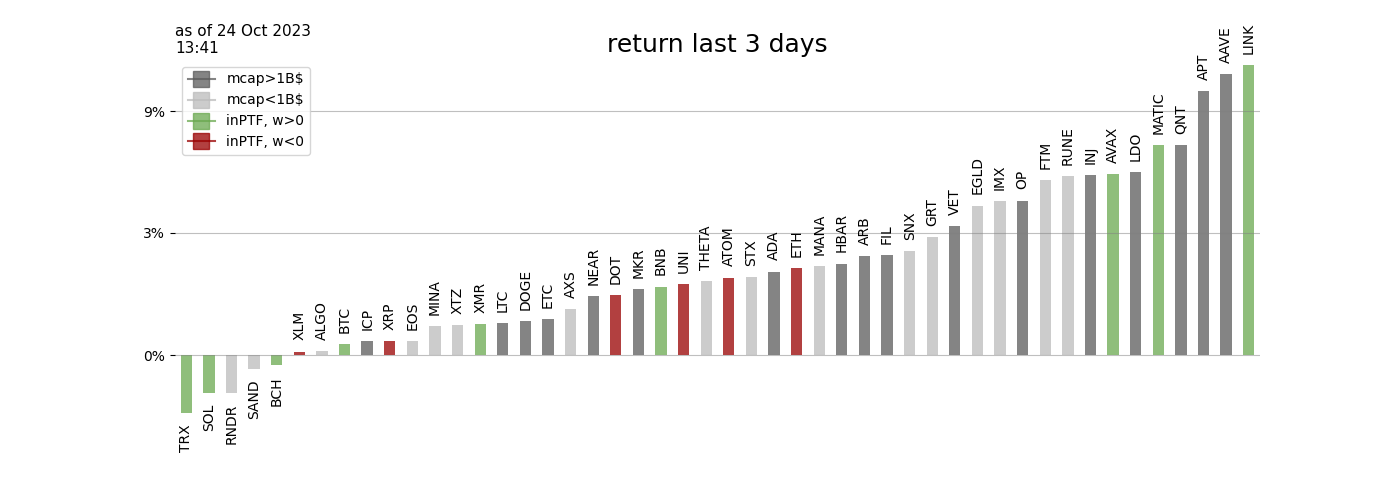 as of 24 Oct 2023
13:41
return last 3 days
mcap>1B$
mcap<1B$
inPTF, w>0
inPTF, w<0
9%
3%
0%
TRX
SOL
RNDR
SAND
BCH
XLM
ALGO
BTC
ICP
XRP
EOS
MINA
XTZ
XMR
LTC
DOGE
ETC
AXS
NEAR
DOT
MKR
BNB
UNI
THETA
ATOM
STX
ADA
ETH
MANA
HBAR
ARB
FIL
SNX
GRT
VET
EGLD
IMX
OP
FTM
RUNE
INJ
AVAX
LDO
MATIC
QNT
APT
AAVE
LINK